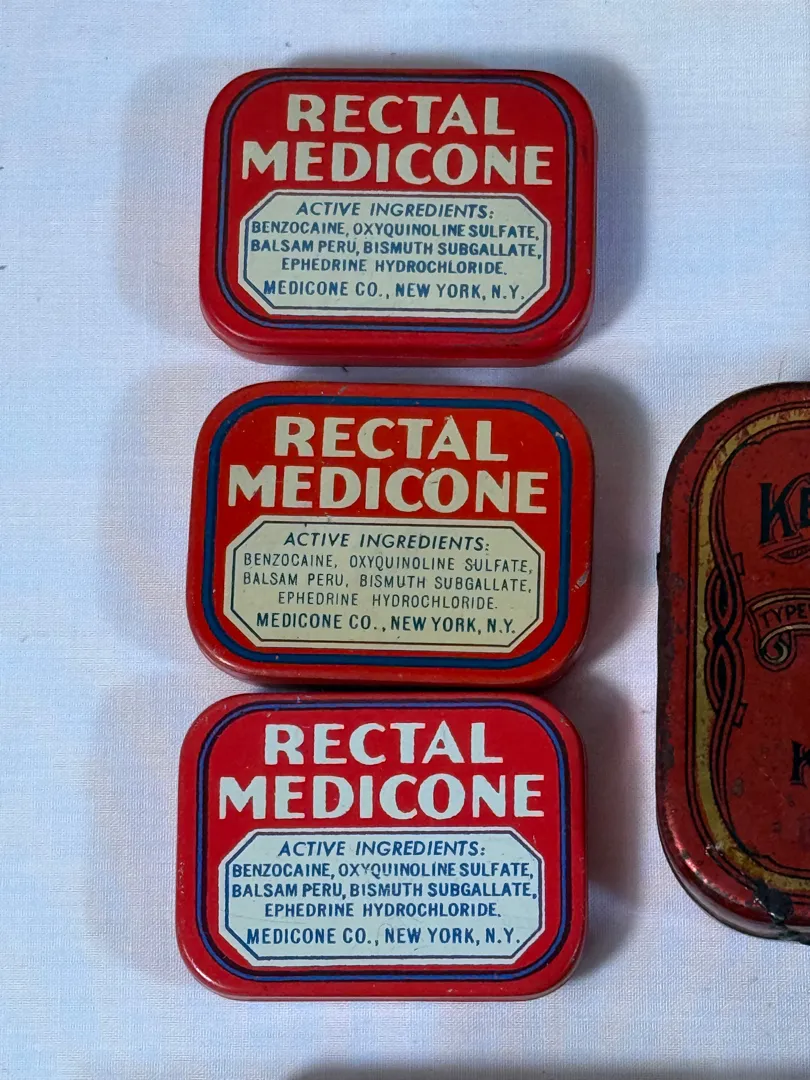 RECTAL
MEDICONE
ACTIVE INGREDIENTS:
BENZOCAINE, OXYQUINOLINE SULFATE,
BALSAM PERU, BISMUTH SUBGALLATE,
EPHEDRINE HYDROCHLORIDE.
MEDICONE CO., NEW YORK, N.Y.
RECTAL
MEDICONE
ACTIVE INGREDIENTS:
BENZOCAINE, OXYQUINOLINE SULFATE,
BALSAM PERU, BISMUTH SUBGALLATE,
EPHEDRINE HYDROCHLORIDE.
MEDICONE CO., NEW YORK, N.Y.
RECTAL
MEDICONE
ACTIVE INGREDIENTS:
BENZOCAINE, OXYQUINOLINE SULFATE,
BALSAM PERU, BISMUTH SUBGALLATE,
EPHEDRINE HYDROCHLORIDE.
MEDICONE CO., NEW YORK, N.Y.
TYPE